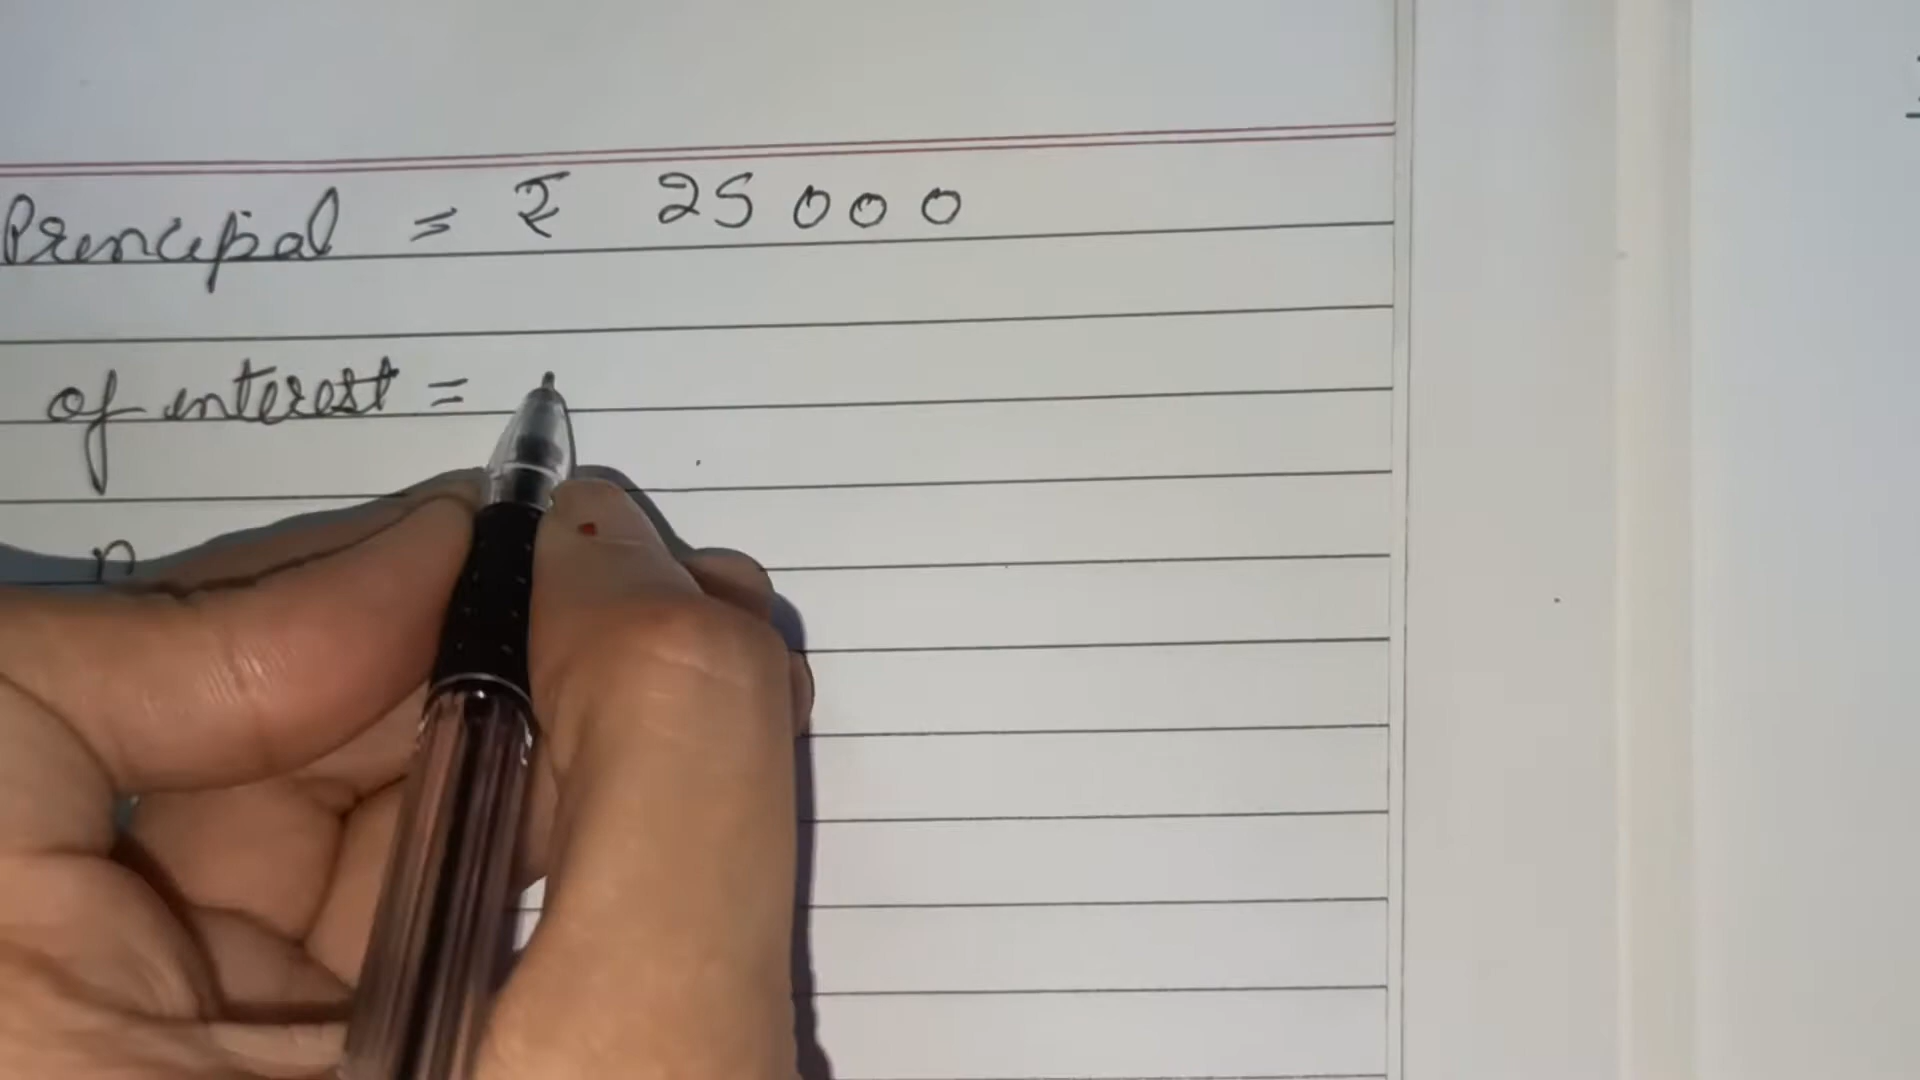 Principal = ₹ 25000
of interest =
n